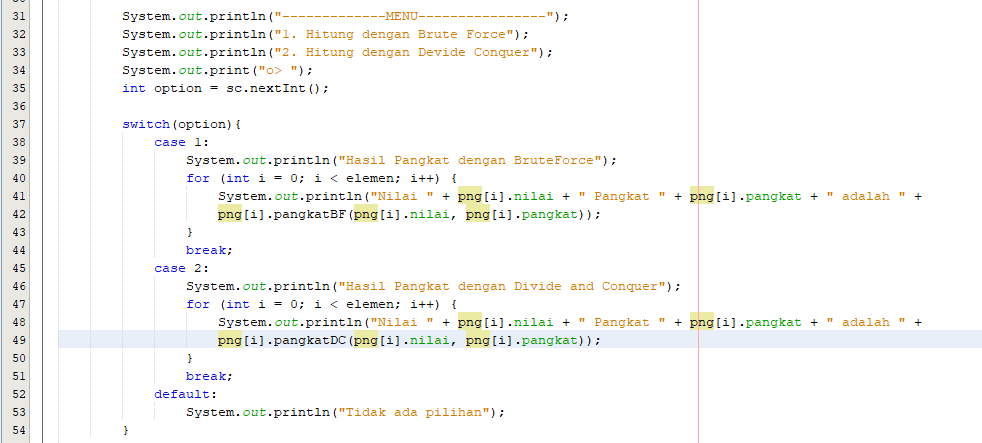 31 System.out.println("-------------MENU----------------");
32 System.out.println("1. Hitung dengan Brute Force");
33 System.out.println("2. Hitung dengan Devide Conquer");
34 System.out.print("o> ");
35 int option = sc.nextInt();
36
37 switch(option){
38 case 1:
39 System.out.println("Hasil Pangkat dengan BruteForce");
40 for (int i = 0; i < elemen; i++) {
41 System.out.println("Nilai " + png[i].nilai + " Pangkat " + png[i].pangkat + " adalah " +
42 png[i].pangkatBF(png[i].nilai, png[i].pangkat));
43 }
44 break;
45 case 2:
46 System.out.println("Hasil Pangkat dengan Divide and Conquer");
47 for (int i = 0; i < elemen; i++) {
48 System.out.println("Nilai " + png[i].nilai + " Pangkat " + png[i].pangkat + " adalah " +
49 png[i].pangkatDC(png[i].nilai, png[i].pangkat));
50 }
51 break;
52 default:
53 System.out.println("Tidak ada pilihan");
54 }